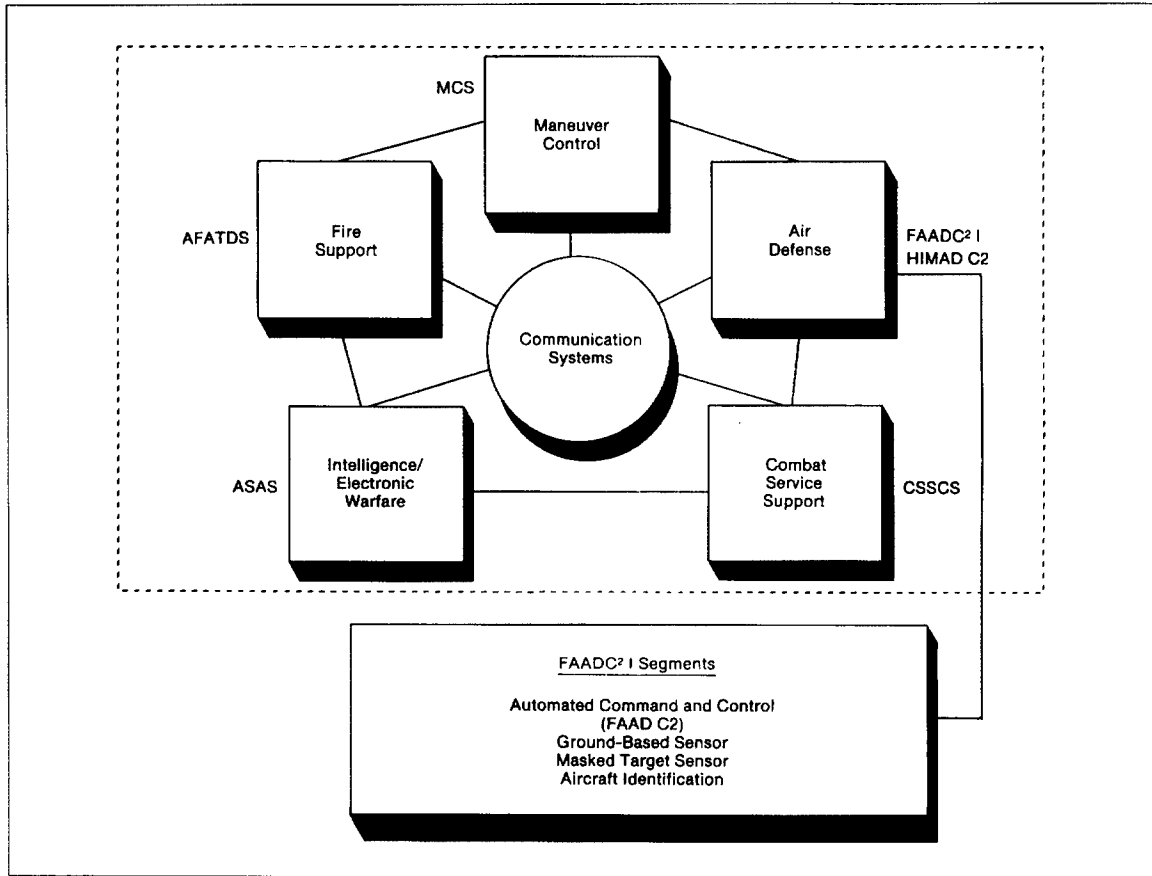 MCS
Maneuver
Control
AFATDS
Fire
Support
Air
Defense
FAADC² I
HIMAD C2
Communication
Systems
ASAS
Intelligence/
Electronic
Warfare
Combat
Service
Support
CSSCS
FAADC² I Segments
Automated Command and Control
(FAAD C2)
Ground-Based Sensor
Masked Target Sensor
Aircraft Identification